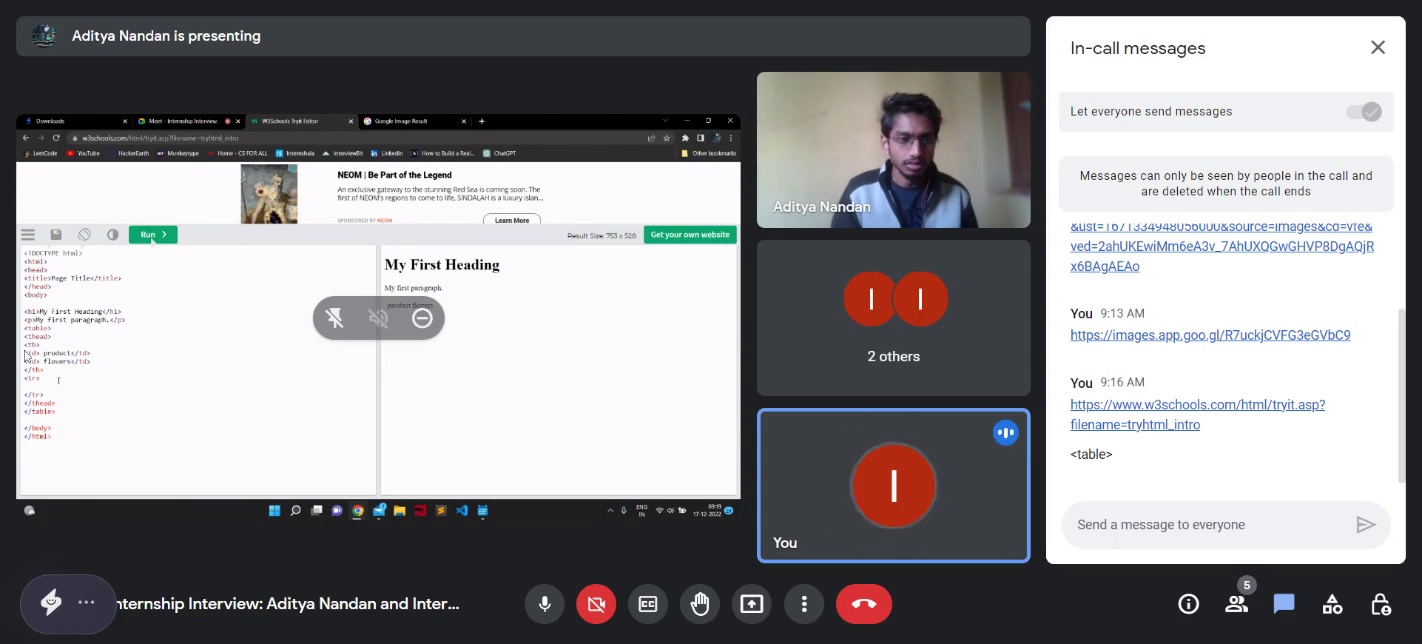 Aditya Nandan is presenting
Downloads
Meet - Internship Interview
W3Schools Tryit Editor
Google Image Result
w3schools.com/html/tryit.asp?filename=tryhtml_intro
LeetCode
YouTube
HackerEarth
Monkeytype
Home - CS FOR ALL
Internshala
InterviewBit
LinkedIn
How to Build a Real...
ChatGPT
Other bookmarks
NEOM | Be Part of the Legend
An exclusive gateway to the stunning Red Sea is coming soon. The
first of NEOM's regions to come to life, SINDALAH is a luxury islan...
SPONSORED BY NEOM
Learn More
Run
Result Size: 753 x 528
Get your own website
<!DOCTYPE html>
<html>
<head>
<title>Page Title</title>
</head>
<body>
<h1>My First Heading</h1>
<p>My first paragraph.</p>
<table>
<thead>
<th>
<td> product</td>
<td> flovers</td>
</th>
<tr>
</tr>
</thead>
</table>
</body>
</html>
My First Heading
My first paragraph.
product flovers
ENG
IN
09:19
17-12-2022
Aditya Nandan
I
I
2 others
I
You
In-call messages
Let everyone send messages
Messages can only be seen by people in the call and
are deleted when the call ends
&ust=1671334948056000&source=images&cd=vfe&
ved=2ahUKEwiMm6eA3v_7AhUXQGwGHVP8DgAQjR
x6BAgAEAo
You 9:13 AM
https://images.app.goo.gl/R7uckjCVFG3eGVbC9
You 9:16 AM
https://www.w3schools.com/html/tryit.asp?
filename=tryhtml_intro
<table>
Send a message to everyone
nternship Interview: Aditya Nandan and Inter...
CC
5